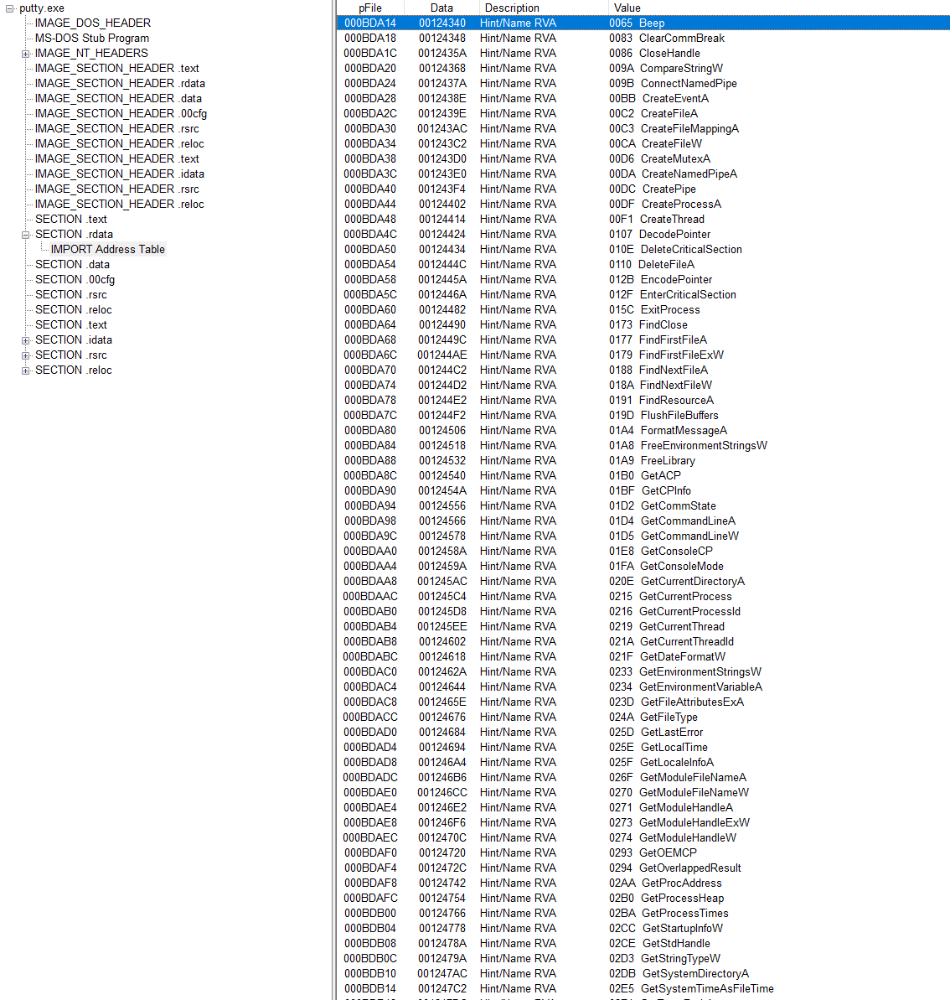 putty.exe
IMAGE_DOS_HEADER
MS-DOS Stub Program
IMAGE_NT_HEADERS
IMAGE_SECTION_HEADER .text
IMAGE_SECTION_HEADER .rdata
IMAGE_SECTION_HEADER .data
IMAGE_SECTION_HEADER .00cfg
IMAGE_SECTION_HEADER .rsrc
IMAGE_SECTION_HEADER .reloc
IMAGE_SECTION_HEADER .text
IMAGE_SECTION_HEADER .idata
IMAGE_SECTION_HEADER .rsrc
IMAGE_SECTION_HEADER .reloc
SECTION .text
SECTION .rdata
IMPORT Address Table
SECTION .data
SECTION .00cfg
SECTION .rsrc
SECTION .reloc
SECTION .text
SECTION .idata
SECTION .rsrc
SECTION .reloc
pFile Data Description Value
000BDA14 00124340 Hint/Name RVA 0065 Beep
000BDA18 00124348 Hint/Name RVA 0083 ClearCommBreak
000BDA1C 0012435A Hint/Name RVA 0086 CloseHandle
000BDA20 00124368 Hint/Name RVA 009A CompareStringW
000BDA24 0012437A Hint/Name RVA 009B ConnectNamedPipe
000BDA28 0012438E Hint/Name RVA 00BB CreateEventA
000BDA2C 0012439E Hint/Name RVA 00C2 CreateFileA
000BDA30 001243AC Hint/Name RVA 00C3 CreateFileMappingA
000BDA34 001243C2 Hint/Name RVA 00CA CreateFileW
000BDA38 001243D0 Hint/Name RVA 00D6 CreateMutexA
000BDA3C 001243E0 Hint/Name RVA 00DA CreateNamedPipeA
000BDA40 001243F4 Hint/Name RVA 00DC CreatePipe
000BDA44 00124402 Hint/Name RVA 00DF CreateProcessA
000BDA48 00124414 Hint/Name RVA 00F1 CreateThread
000BDA4C 00124424 Hint/Name RVA 0107 DecodePointer
000BDA50 00124434 Hint/Name RVA 010E DeleteCriticalSection
000BDA54 0012444C Hint/Name RVA 0110 DeleteFileA
000BDA58 0012445A Hint/Name RVA 012B EncodePointer
000BDA5C 0012446A Hint/Name RVA 012F EnterCriticalSection
000BDA60 00124482 Hint/Name RVA 015C ExitProcess
000BDA64 00124490 Hint/Name RVA 0173 FindClose
000BDA68 0012449C Hint/Name RVA 0177 FindFirstFileA
000BDA6C 001244AE Hint/Name RVA 0179 FindFirstFileExW
000BDA70 001244C2 Hint/Name RVA 0188 FindNextFileA
000BDA74 001244D2 Hint/Name RVA 018A FindNextFileW
000BDA78 001244E2 Hint/Name RVA 0191 FindResourceA
000BDA7C 001244F2 Hint/Name RVA 019D FlushFileBuffers
000BDA80 00124506 Hint/Name RVA 01A4 FormatMessageA
000BDA84 00124518 Hint/Name RVA 01A8 FreeEnvironmentStringsW
000BDA88 00124532 Hint/Name RVA 01A9 FreeLibrary
000BDA8C 00124540 Hint/Name RVA 01B0 GetACP
000BDA90 0012454A Hint/Name RVA 01BF GetCPInfo
000BDA94 00124556 Hint/Name RVA 01D2 GetCommState
000BDA98 00124566 Hint/Name RVA 01D4 GetCommandLineA
000BDA9C 00124578 Hint/Name RVA 01D5 GetCommandLineW
000BDAA0 0012458A Hint/Name RVA 01E8 GetConsoleCP
000BDAA4 0012459A Hint/Name RVA 01FA GetConsoleMode
000BDAA8 001245AC Hint/Name RVA 020E GetCurrentDirectoryA
000BDAAC 001245C4 Hint/Name RVA 0215 GetCurrentProcess
000BDAB0 001245D8 Hint/Name RVA 0216 GetCurrentProcessId
000BDAB4 001245EE Hint/Name RVA 0219 GetCurrentThread
000BDAB8 00124602 Hint/Name RVA 021A GetCurrentThreadId
000BDABC 00124618 Hint/Name RVA 021F GetDateFormatW
000BDAC0 0012462A Hint/Name RVA 0233 GetEnvironmentStringsW
000BDAC4 00124644 Hint/Name RVA 0234 GetEnvironmentVariableA
000BDAC8 0012465E Hint/Name RVA 023D GetFileAttributesExA
000BDACC 00124676 Hint/Name RVA 024A GetFileType
000BDAD0 00124684 Hint/Name RVA 025D GetLastError
000BDAD4 00124694 Hint/Name RVA 025E GetLocalTime
000BDAD8 001246A4 Hint/Name RVA 025F GetLocaleInfoA
000BDADC 001246B6 Hint/Name RVA 026F GetModuleFileNameA
000BDAE0 001246CC Hint/Name RVA 0270 GetModuleFileNameW
000BDAE4 001246E2 Hint/Name RVA 0271 GetModuleHandleA
000BDAE8 001246F6 Hint/Name RVA 0273 GetModuleHandleExW
000BDAEC 0012470C Hint/Name RVA 0274 GetModuleHandleW
000BDAF0 00124720 Hint/Name RVA 0293 GetOEMCP
000BDAF4 0012472C Hint/Name RVA 0294 GetOverlappedResult
000BDAF8 00124742 Hint/Name RVA 02AA GetProcAddress
000BDAFC 00124754 Hint/Name RVA 02B0 GetProcessHeap
000BDB00 00124766 Hint/Name RVA 02BA GetProcessTimes
000BDB04 00124778 Hint/Name RVA 02CC GetStartupInfoW
000BDB08 0012478A Hint/Name RVA 02CE GetStdHandle
000BDB0C 0012479A Hint/Name RVA 02D3 GetStringTypeW
000BDB10 001247AC Hint/Name RVA 02DB GetSystemDirectoryA
000BDB14 001247C2 Hint/Name RVA 02E5 GetSystemTimeAsFileTime